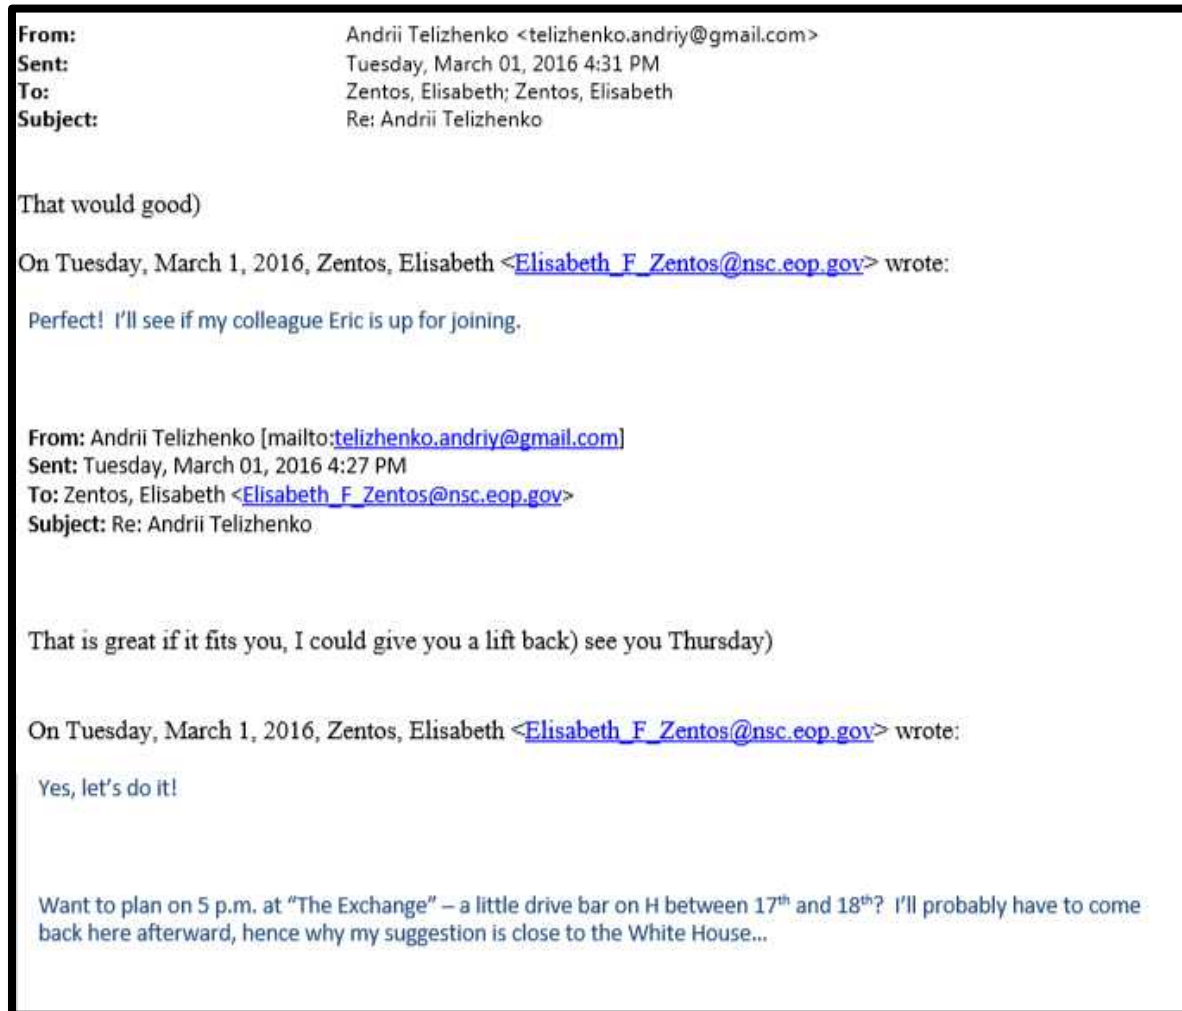 From: Andrii Telizhenko <telizhenko.andriy@gmail.com>
Sent: Tuesday, March 01, 2016 4:31 PM
To: Zentos, Elisabeth; Zentos, Elisabeth
Subject: Re: Andrii Telizhenko
That would good)
On Tuesday, March 1, 2016, Zentos, Elisabeth <Elisabeth_F_Zentos@nsc.eop.gov> wrote:
Perfect!  I'll see if my colleague Eric is up for joining.
From: Andrii Telizhenko [mailto:telizhenko.andriy@gmail.com]
Sent: Tuesday, March 01, 2016 4:27 PM
To: Zentos, Elisabeth <Elisabeth_F_Zentos@nsc.eop.gov>
Subject: Re: Andrii Telizhenko
That is great if it fits you, I could give you a lift back) see you Thursday)
On Tuesday, March 1, 2016, Zentos, Elisabeth <Elisabeth_F_Zentos@nsc.eop.gov> wrote:
Yes, let's do it!
Want to plan on 5 p.m. at “The Exchange” – a little drive bar on H between 17th and 18th?  I'll probably have to come
back here afterward, hence why my suggestion is close to the White House...